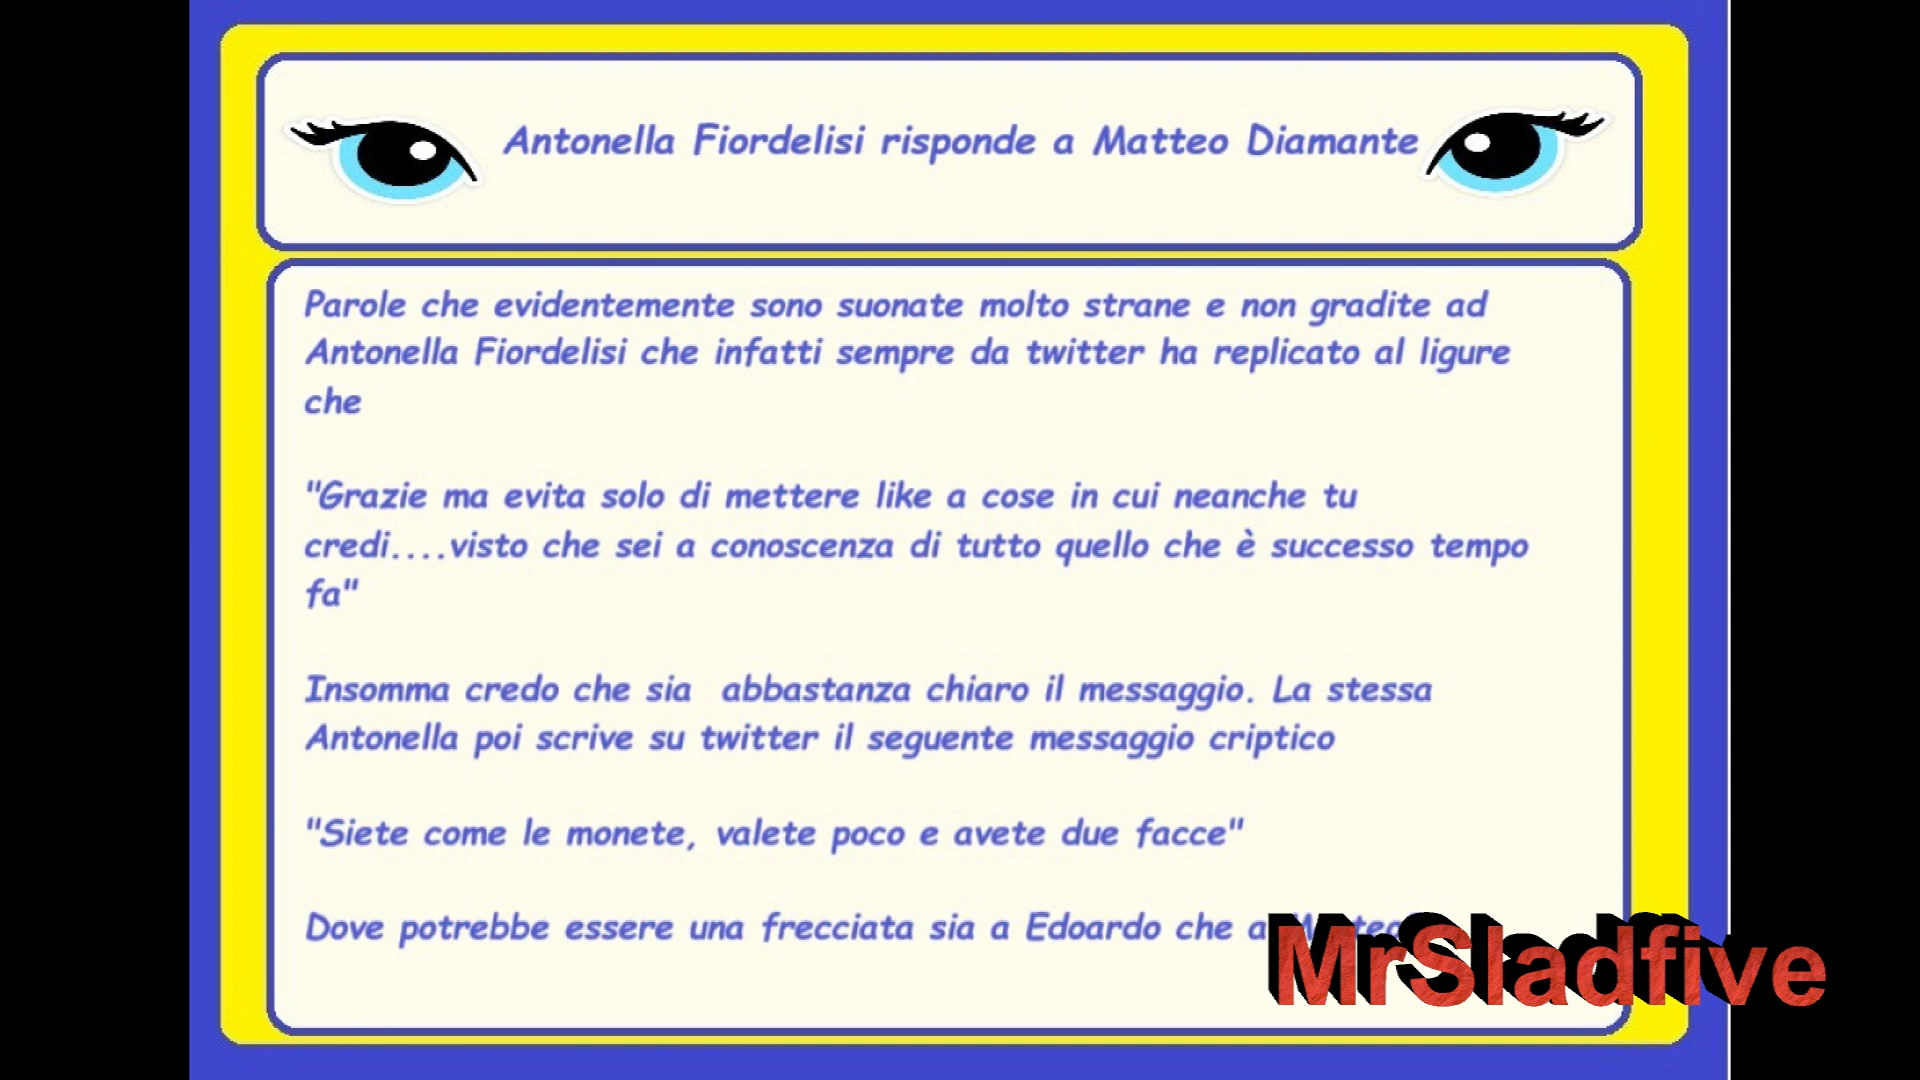 Antonella Fiordelisi risponde a Matteo Diamante
Parole che evidentemente sono suonate molto strane e non gradite ad
Antonella Fiordelisi che infatti sempre da twitter ha replicato al ligure
che
"Grazie ma evita solo di mettere like a cose in cui neanche tu
credi....visto che sei a conoscenza di tutto quello che è successo tempo
fa"
Insomma credo che sia  abbastanza chiaro il messaggio. La stessa
Antonella poi scrive su twitter il seguente messaggio criptico
"Siete come le monete, valete poco e avete due facce"
Dove potrebbe essere una frecciata sia a Edoardo che a
MrSladfive